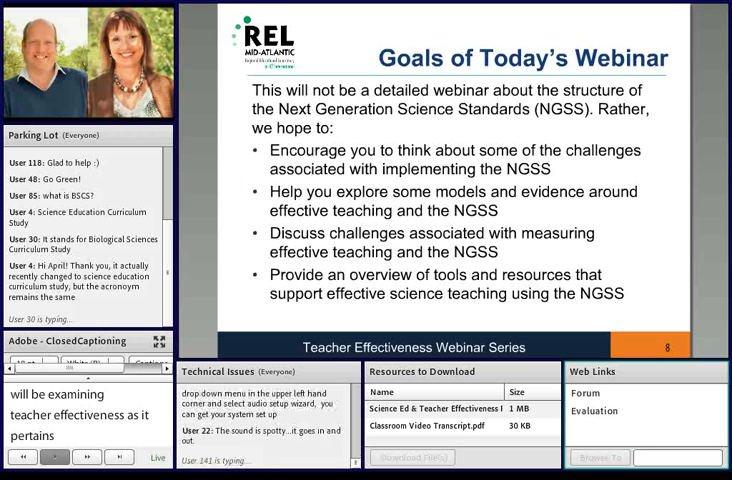 REL
MID-ATLANTIC
Goals of Today's Webinar
This will not be a detailed webinar about the structure of
the Next Generation Science Standards (NGSS). Rather,
we hope to:
• Encourage you to think about some of the challenges
associated with implementing the NGSS
• Help you explore some models and evidence around
effective teaching and the NGSS
• Discuss challenges associated with measuring
effective teaching and the NGSS
• Provide an overview of tools and resources that
support effective science teaching using the NGSS
Teacher Effectiveness Webinar Series
8
Parking Lot (Everyone)
User 118: Glad to help :)
User 48: Go Green!
User 85: what is BSCS?
User 4: Science Education Curriculum
Study
User 30: It stands for Biological Sciences
Curriculum Study
User 4: Hi April! Thank you, it actually
recently changed to science education
curriculum study, but the acronoym
remains the same
User 30 is typing...
Adobe - ClosedCaptioning
will be examining
teacher effectiveness as it
pertains
Live
Technical Issues (Everyone)
drop down menu in the upper left hand
corner and select audio setup wizard, you
can get your system set up
User 22: The sound is spotty...it goes in and
out.
User 141 is typing...
Resources to Download
Name Size
Science Ed & Teacher Effectiveness 1 MB
Classroom Video Transcript.pdf 30 KB
Download File(s)
Web Links
Forum
Evaluation
Browse To